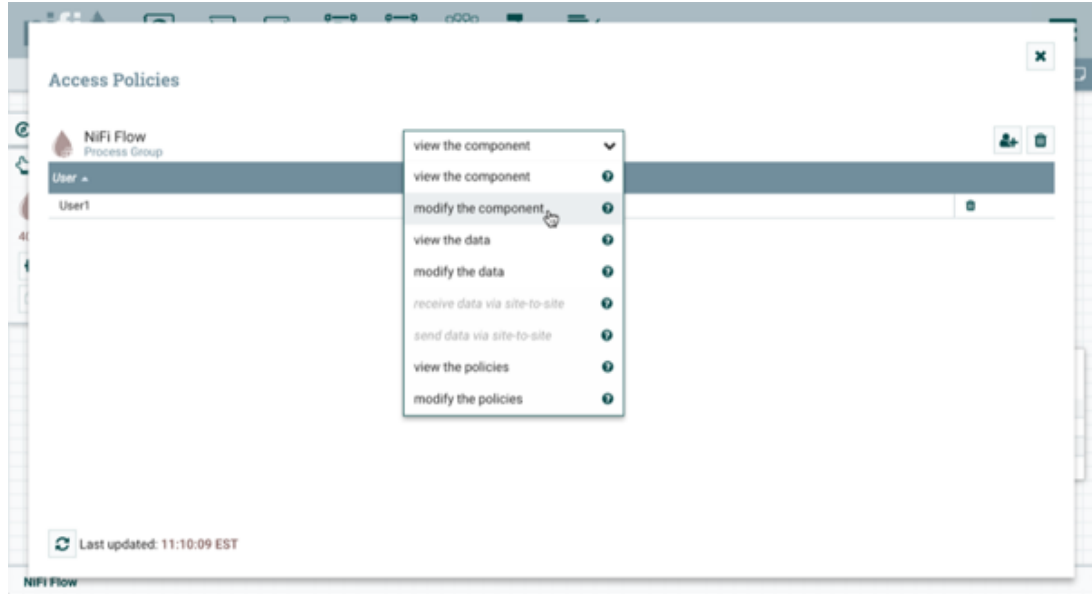 Access Policies
NiFi Flow
Process Group
view the component
User
view the component
User1
modify the component
view the data
modify the data
receive data via site-to-site
send data via site-to-site
view the policies
modify the policies
Last updated: 11:10:09 EST
NiFi Flow